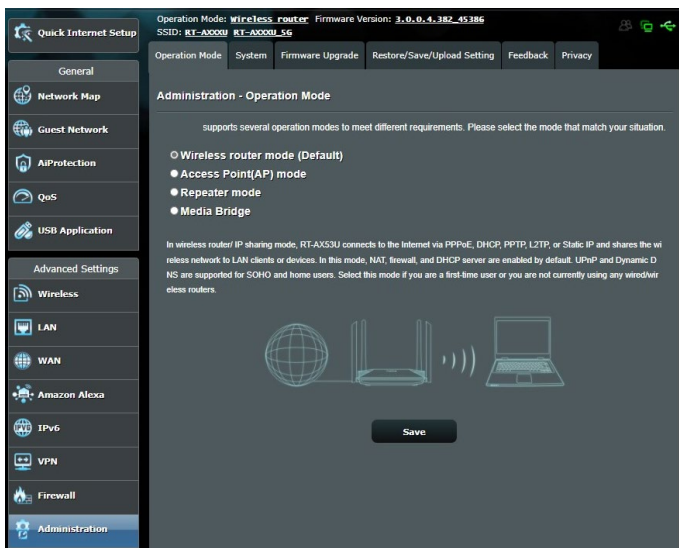 Quick Internet Setup
Operation Mode: Wireless router Firmware Version: 3.0.0.4.382_45386
SSID: RT-AXXXU RT-AXXXU_5G
Operation Mode System Firmware Upgrade Restore/Save/Upload Setting Feedback Privacy
General
Network Map
Guest Network
AiProtection
QoS
USB Application
Advanced Settings
Wireless
LAN
WAN
Amazon Alexa
IPv6
VPN
Firewall
Administration
Administration - Operation Mode
supports several operation modes to meet different requirements. Please select the mode that match your situation.
Wireless router mode (Default)
Access Point(AP) mode
Repeater mode
Media Bridge
In wireless router/ IP sharing mode, RT-AX53U connects to the Internet via PPPoE, DHCP, PPTP, L2TP, or Static IP and shares the wi
reless network to LAN clients or devices. In this mode, NAT, firewall, and DHCP server are enabled by default. UPnP and Dynamic D
NS are supported for SOHO and home users. Select this mode if you are a first-time user or you are not currently using any wired/wir
eless routers.
Save